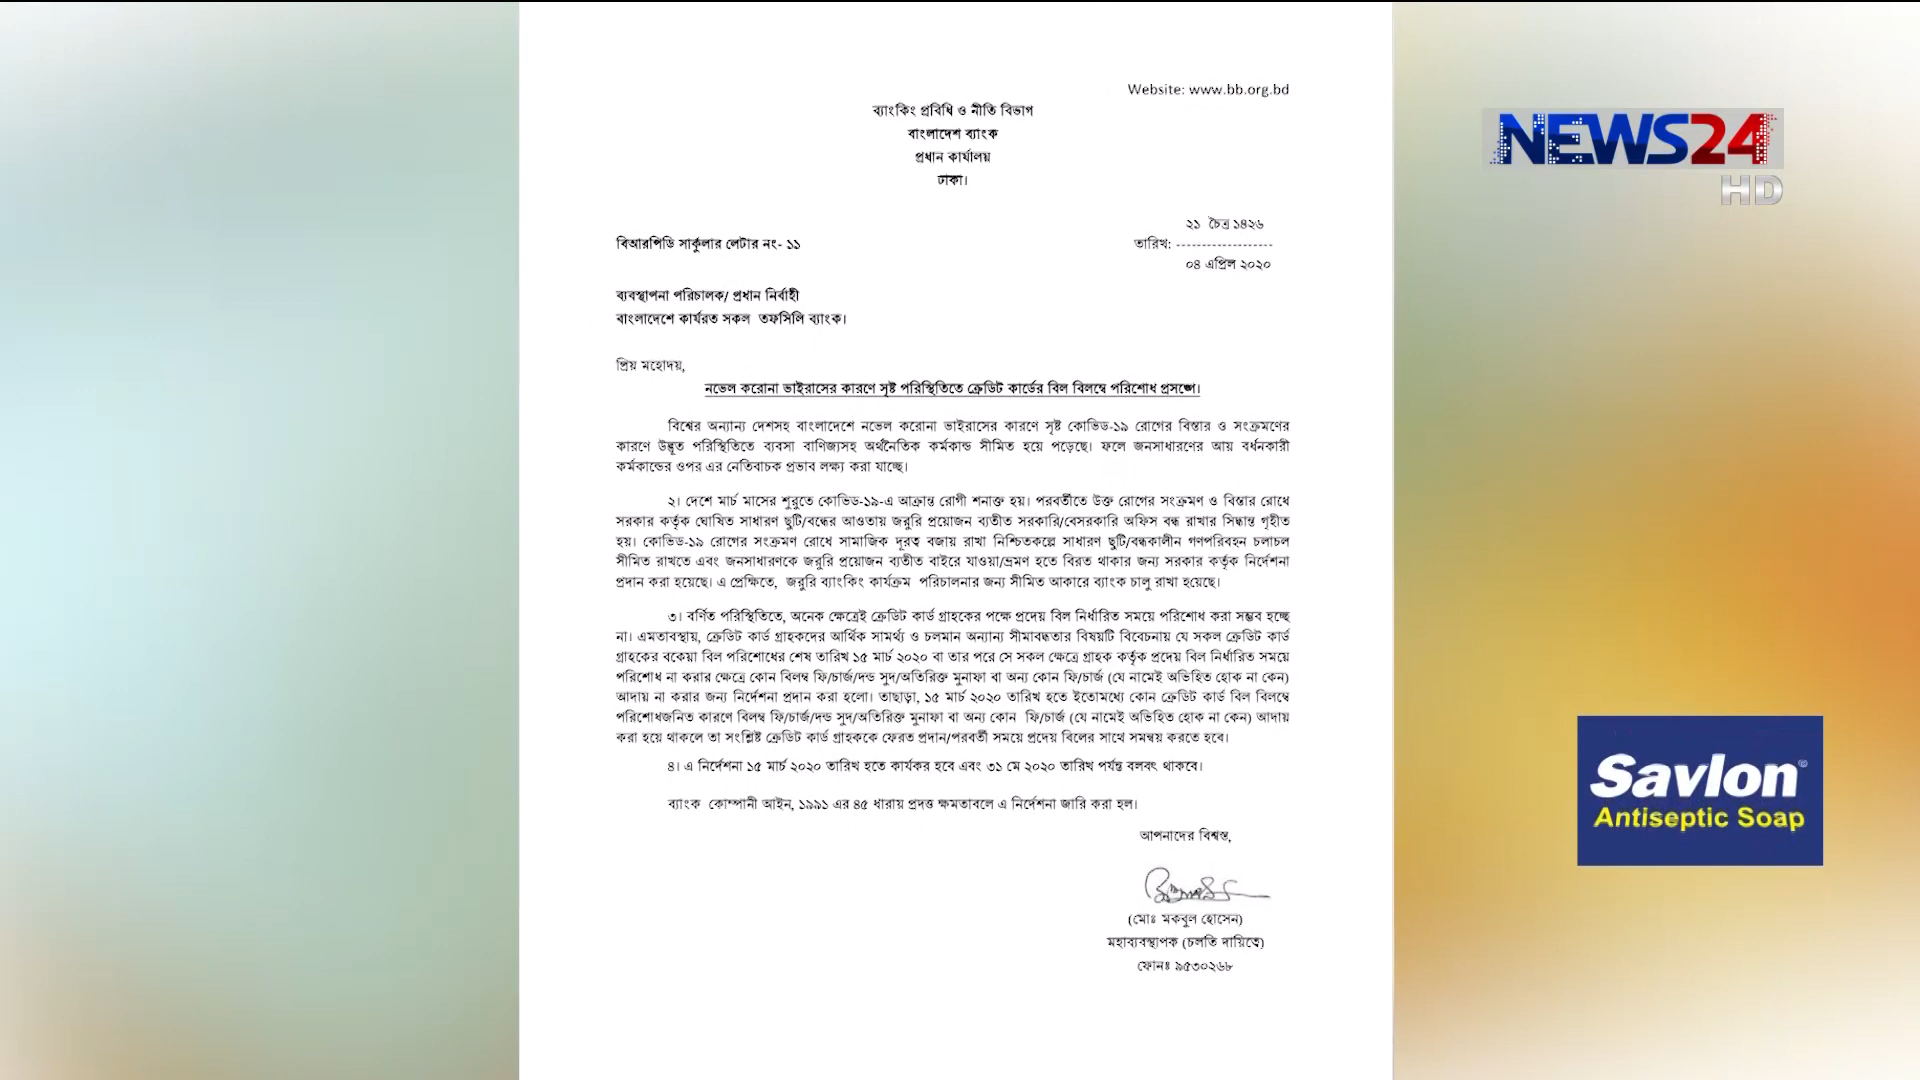 Website: www.bb.org.bd
ব্যাংকিং প্রবিধি ও নীতি বিভাগ
বাংলাদেশ ব্যাংক
প্রধান কার্যালয়
ঢাকা।
২১ চৈত্র ১৪২৬
বিআরপিডি সার্কুলার লেটার নং- ১১
তারিখ: -------------------
০৪ এপ্রিল ২০২০
ব্যবস্থাপনা পরিচালক/ প্রধান নির্বাহী
বাংলাদেশে কার্যরত সকল তফসিলি ব্যাংক।
প্রিয় মহোদয়,
নভেল করোনা ভাইরাসের কারণে সৃষ্ট পরিস্থিতিতে ক্রেডিট কার্ডের বিল বিলম্বে পরিশোধ প্রসঙ্গে।
বিশ্বের অন্যান্য দেশসহ বাংলাদেশে নভেল করোনা ভাইরাসের কারণে সৃষ্ট কোভিড-১৯ রোগের বিস্তার ও সংক্রমণের
কারণে উদ্ভূত পরিস্থিতিতে ব্যবসা বাণিজ্যসহ অর্থনৈতিক কর্মকান্ড সীমিত হয়ে পড়েছে। ফলে জনসাধারণের আয় বর্ধনকারী
কর্মকান্ডের ওপর এর নেতিবাচক প্রভাব লক্ষ্য করা যাচ্ছে।
২। দেশে মার্চ মাসের শুরুতে কোভিড-১৯-এ আক্রান্ত রোগী শনাক্ত হয়। পরবর্তীতে উক্ত রোগের সংক্রমণ ও বিস্তার রোধে
সরকার কর্তৃক ঘোষিত সাধারণ ছুটি/বন্ধের আওতায় জরুরি প্রয়োজন ব্যতীত সরকারি/বেসরকারি অফিস বন্ধ রাখার সিদ্ধান্ত গৃহীত
হয়। কোভিড-১৯ রোগের সংক্রমণ রোধে সামাজিক দূরত্ব বজায় রাখা নিশ্চিতকল্পে সাধারণ ছুটি/বন্ধকালীন গণপরিবহন চলাচল
সীমিত রাখতে এবং জনসাধারণকে জরুরি প্রয়োজন ব্যতীত বাইরে যাওয়া/ভ্রমণ হতে বিরত থাকার জন্য সরকার কর্তৃক নির্দেশনা
প্রদান করা হয়েছে। এ প্রেক্ষিতে, জরুরি ব্যাংকিং কার্যক্রম পরিচালনার জন্য সীমিত আকারে ব্যাংক চালু রাখা হয়েছে।
৩। বর্ণিত পরিস্থিতিতে, অনেক ক্ষেত্রেই ক্রেডিট কার্ড গ্রাহকের পক্ষে প্রদেয় বিল নির্ধারিত সময়ে পরিশোধ করা সম্ভব হচ্ছে
না। এমতাবস্থায়, ক্রেডিট কার্ড গ্রাহকদের আর্থিক সামর্থ্য ও চলমান অন্যান্য সীমাবদ্ধতার বিষয়টি বিবেচনায় যে সকল ক্রেডিট কার্ড
গ্রাহকের বকেয়া বিল পরিশোধের শেষ তারিখ ১৫ মার্চ ২০২০ বা তার পরে সে সকল ক্ষেত্রে গ্রাহক কর্তৃক প্রদেয় বিল নির্ধারিত সময়ে
পরিশোধ না করার ক্ষেত্রে কোন বিলম্ব ফি/চার্জ/দন্ড সুদ/অতিরিক্ত মুনাফা বা অন্য কোন ফি/চার্জ (যে নামেই অভিহিত হোক না কেন)
আদায় না করার জন্য নির্দেশনা প্রদান করা হলো। তাছাড়া, ১৫ মার্চ ২০২০ তারিখ হতে ইতোমধ্যে কোন ক্রেডিট কার্ড বিল বিলম্বে
পরিশোধজনিত কারণে বিলম্ব ফি/চার্জ/দন্ড সুদ/অতিরিক্ত মুনাফা বা অন্য কোন ফি/চার্জ (যে নামেই অভিহিত হোক না কেন) আদায়
করা হয়ে থাকলে তা সংশ্লিষ্ট ক্রেডিট কার্ড গ্রাহককে ফেরত প্রদান/পরবর্তী সময়ে প্রদেয় বিলের সাথে সমন্বয় করতে হবে।
৪। এ নির্দেশনা ১৫ মার্চ ২০২০ তারিখ হতে কার্যকর হবে এবং ৩১ মে ২০২০ তারিখ পর্যন্ত বলবৎ থাকবে।
ব্যাংক কোম্পানী আইন, ১৯৯১ এর ৪৫ ধারায় প্রদত্ত ক্ষমতাবলে এ নির্দেশনা জারি করা হল।
আপনাদের বিশ্বস্ত,
(মোঃ মকবুল হোসেন)
মহাব্যবস্থাপক (চলতি দায়িত্বে)
ফোনঃ ৯৫৩০২৬৮
NEWS24
HD
Savlon®
Antiseptic Soap